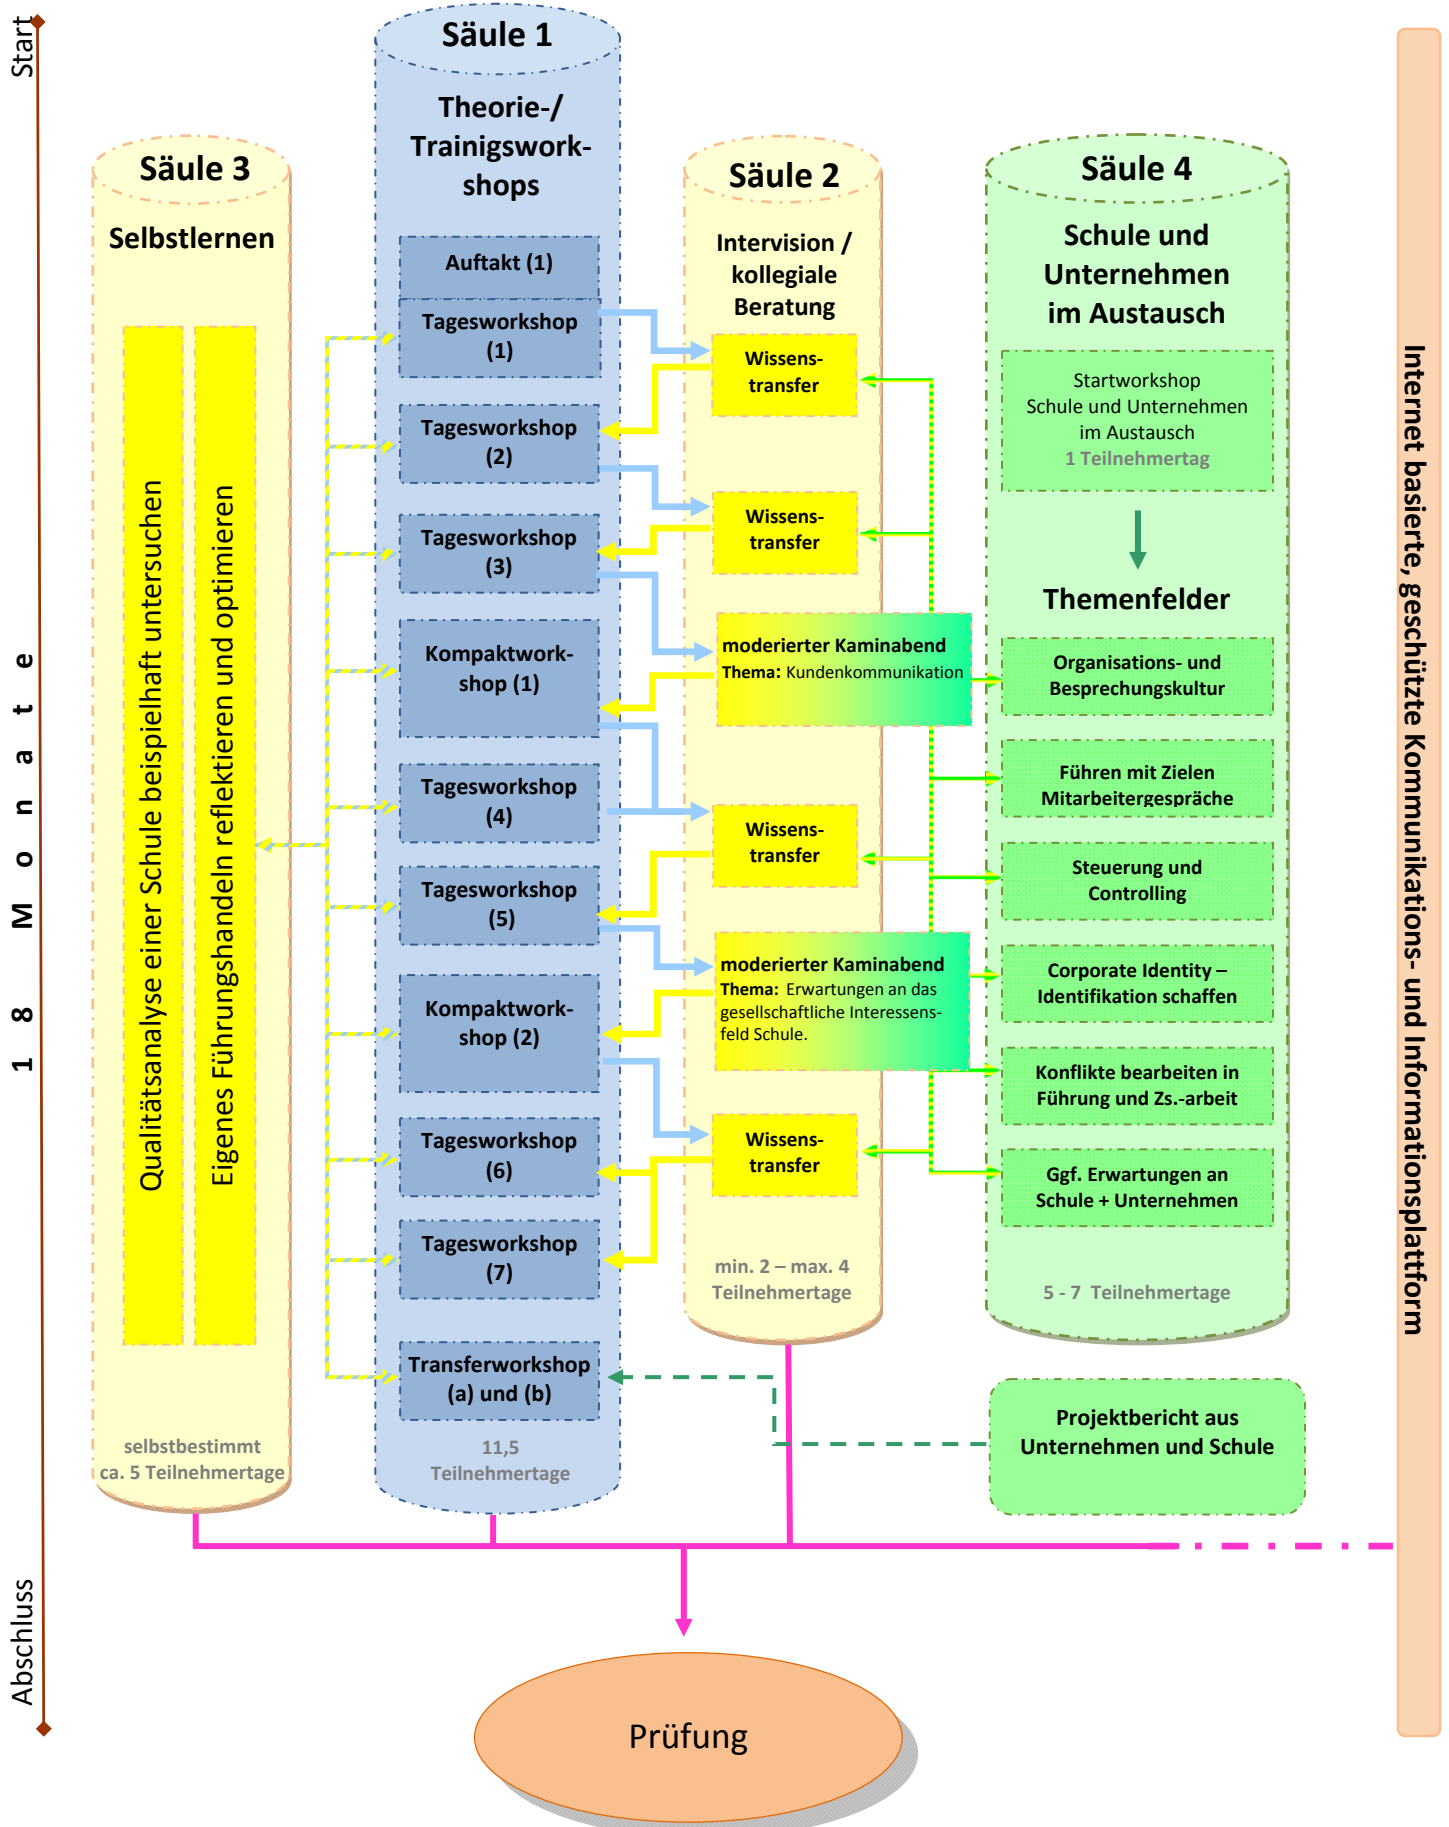 Start
18 Monate
Abschluss
Säule 3
Selbstlernen
Qualitätsanalyse einer Schule beispielhaft untersuchen
Eigenes Führungshandeln reflektieren und optimieren
selbstbestimmt
ca. 5 Teilnehmertage
Säule 1
Theorie-/
Trainigswork-
shops
Auftakt (1)
Tagesworkshop
(1)
Tagesworkshop
(2)
Tagesworkshop
(3)
Kompaktwork-
shop (1)
Tagesworkshop
(4)
Tagesworkshop
(5)
Kompaktwork-
shop (2)
Tagesworkshop
(6)
Tagesworkshop
(7)
Transferworkshop
(a) und (b)
11,5
Teilnehmertage
Säule 2
Intervision /
kollegiale
Beratung
Wissens-
transfer
Wissens-
transfer
moderierter Kaminabend
Thema: Kundenkommunikation
Wissens-
transfer
moderierter Kaminabend
Thema: Erwartungen an das
gesellschaftliche Interessens-
feld Schule.
Wissens-
transfer
min. 2 – max. 4
Teilnehmertage
Säule 4
Schule und
Unternehmen
im Austausch
Startworkshop
Schule und Unternehmen
im Austausch
1 Teilnehmertag
Themenfelder
Organisations- und
Besprechungskultur
Führen mit Zielen
Mitarbeitergespräche
Steuerung und
Controlling
Corporate Identity –
Identifikation schaffen
Konflikte bearbeiten in
Führung und Zs.-arbeit
Ggf. Erwartungen an
Schule + Unternehmen
5 - 7 Teilnehmertage
Projektbericht aus
Unternehmen und Schule
Internet basierte, geschützte Kommunikations- und Informationsplattform
Prüfung